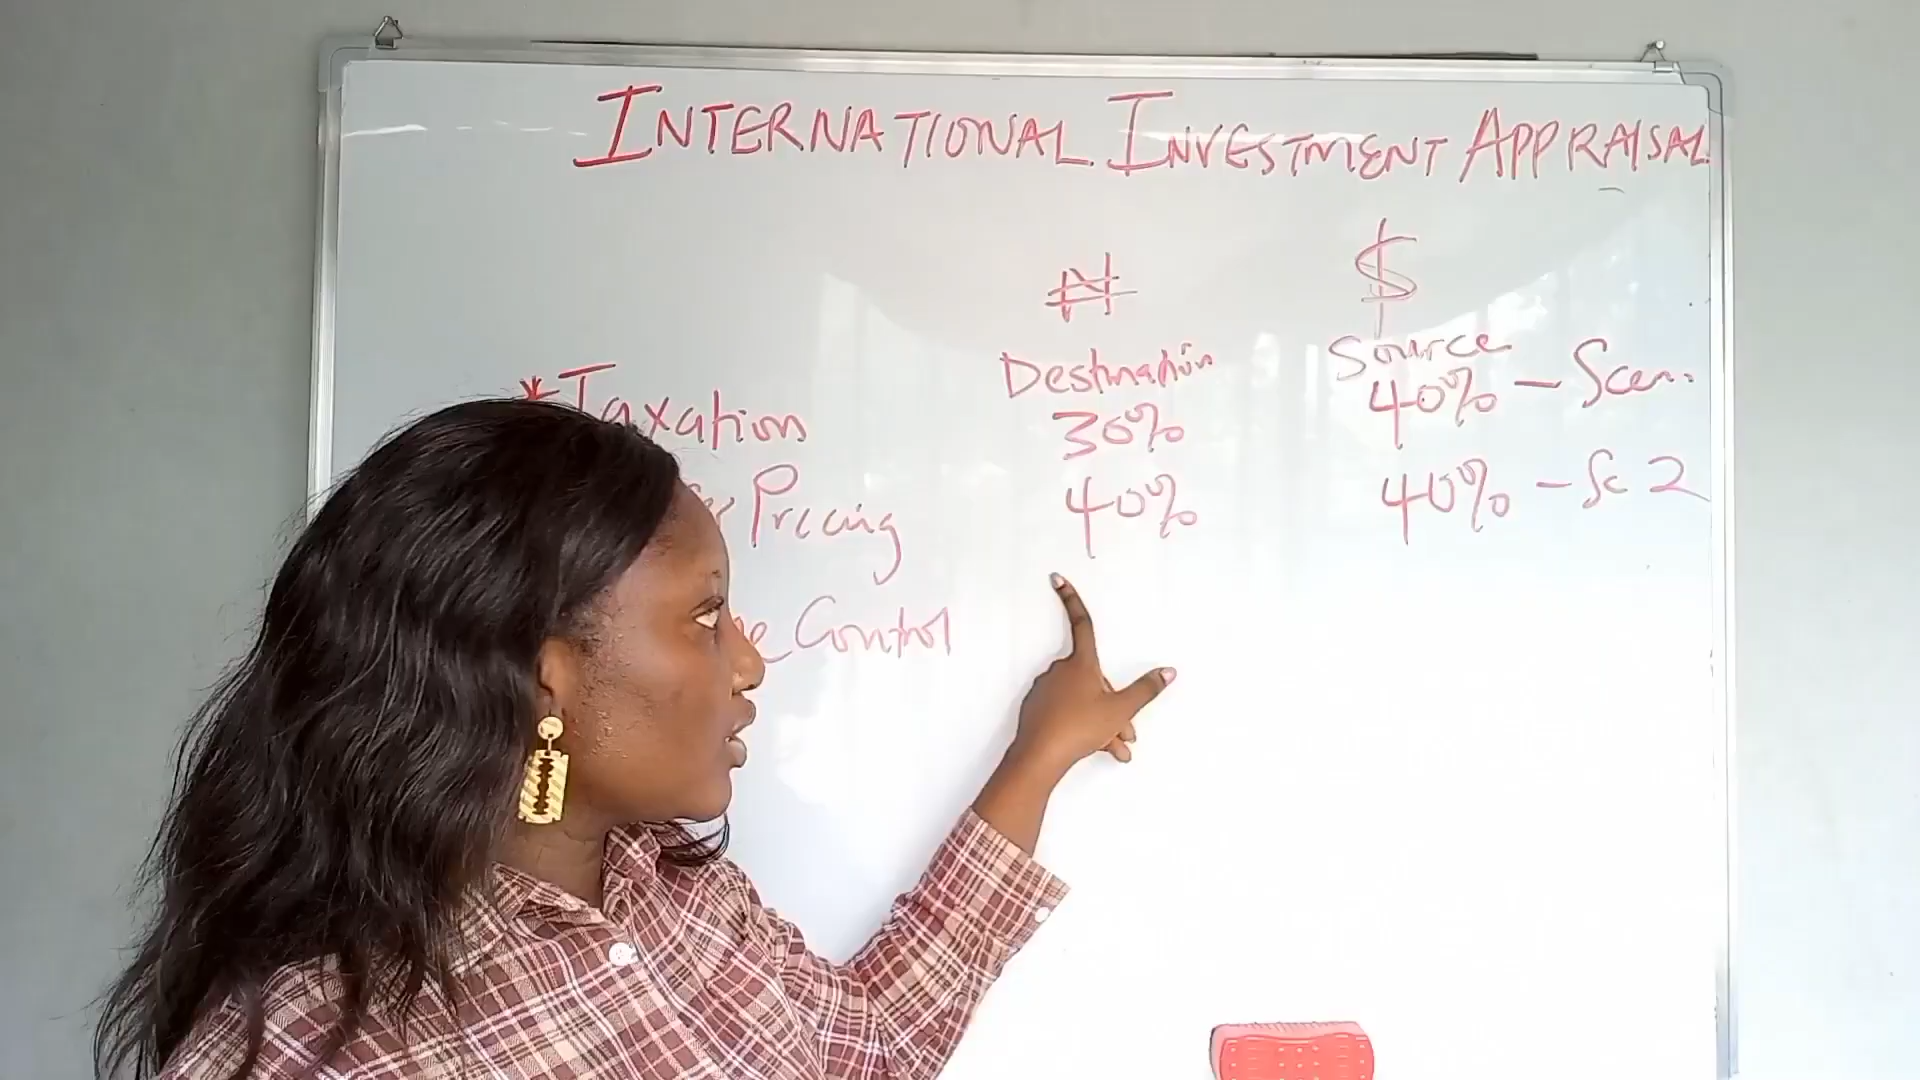 INTERNATIONAL INVESTMENT APPRAISAL
₦ $
Destination Source
*Taxation 30% 40% – Scen.
Pricing 40% 40% – Sc 2
Control